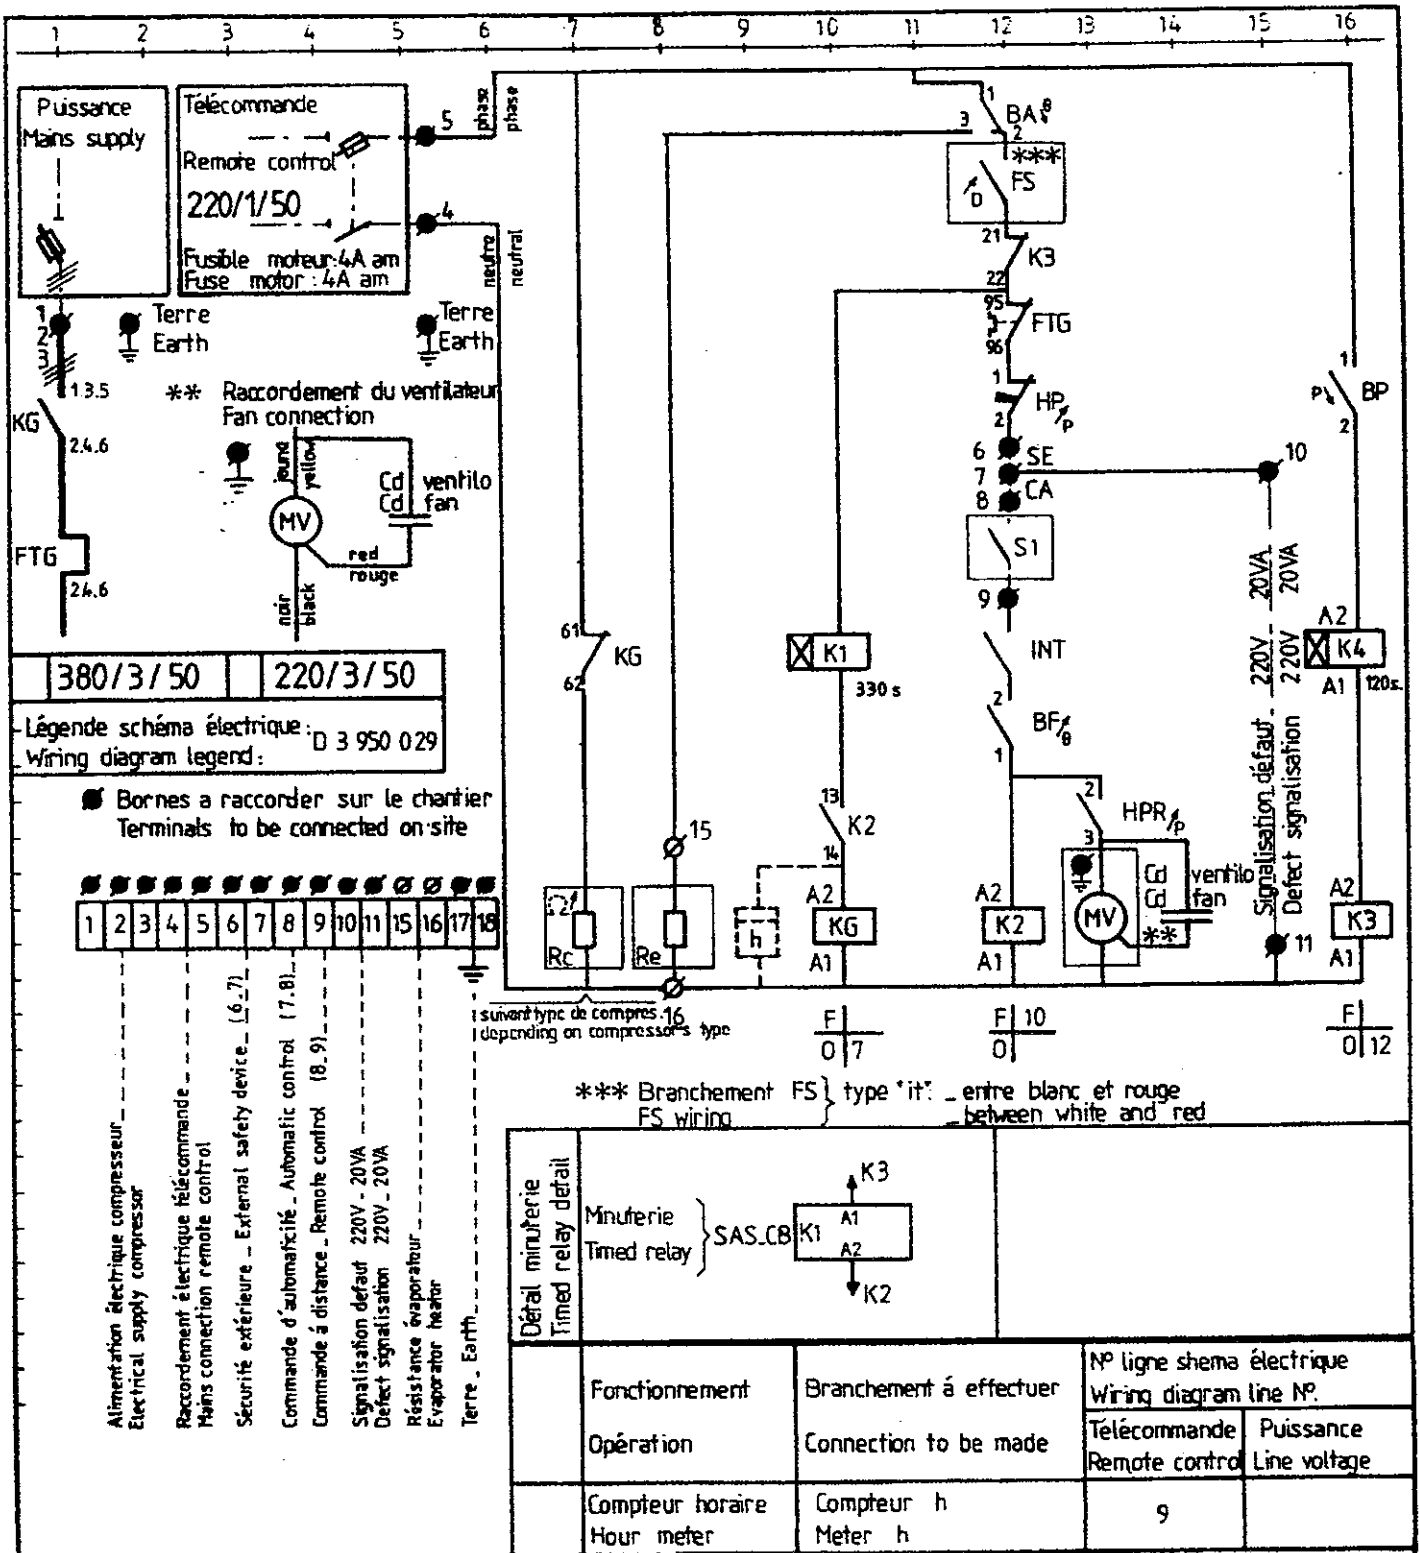 1 2 3 4 5 6 7 8 9 10 11 12 13 14 15 16
Puissance
Mains supply
Télécommande
Remote control
220/1/50
Fusible moteur:4A am
Fuse motor : 4A am
5
4
phase
phase
neutre
neutral
1
2
3
Terre
Earth
Terre
Earth
1.3.5
KG
2.4.6
FTG
2.4.6
** Raccordement du ventilateur
Fan connection
jaune
yellow
MV
Cd ventilo
Cd fan
red
rouge
noir
black
380/3/50
220/3/50
Légende schéma électrique :
Wiring diagram legend :
D 3 950 029
Bornes a raccorder sur le chantier
Terminals to be connected on site
1 2 3 4 5 6 7 8 9 10 11 15 16 17 18
Alimentation électrique compresseur
Electrical supply compressor
Raccordement électrique télécommande
Mains connection remote control
Sécurité extérieure _ External safety device _ (6_7)
Commande d'automaticité _ Automatic control (7.8)
Commande á distance _ Remote control (8_9)
Signalisation defaut 220V - 20VA
Défect signalisation 220V _ 20VA
Résistance évaporateur
Evaporator heator
Terre _ Earth
1
3
BA θ
2
***
FS
D
21
K3
22
95
FTG
96
1
HP P
2
6
SE
7
CA
8
10
S1
9
INT
2
BF θ
1
2
HPR P
3
Cd ventilo
Cd fan
MV
**
Signalisation défaut _ 220V _ 20VA
Defect signalisation 220V 20VA
11
1
P BP
2
A2
K4
A1 120s.
A2
K3
A1
61
KG
62
K1
330 s
13
K2
14
15
Rc
Re
h
A2
KG
A1
A2
K2
A1
16
suivant type de compres.
depending on compressor's type
F
O 7
F 10
O
F
O 12
*** Branchement FS } type "it": _ entre blanc et rouge
FS wiring _ between white and red
Détail minuterie
Timed relay detail
Minuterie
Timed relay
SAS_CB
K3
A1
K1
A2
K2
Fonctionnement
Opération
Branchement á effectuer
Connection to be made
Nº ligne shema électrique
Wiring diagram line Nº.
Télécommande
Remote control
Puissance
Line voltage
Compteur horaire
Hour meter
Compteur h
Meter h
9